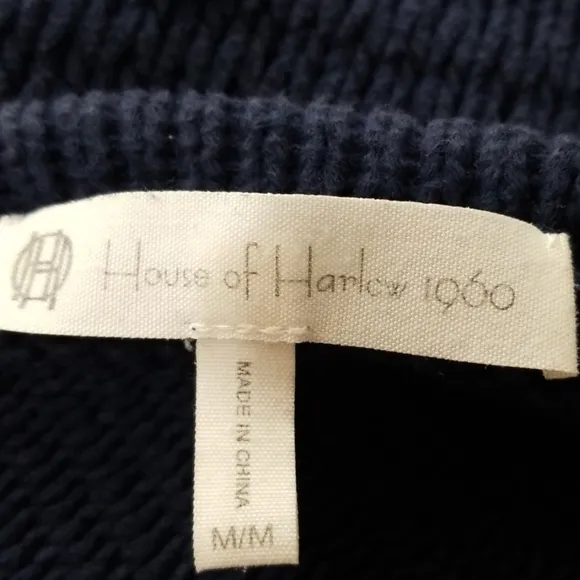 H
House of Harlow 1960
MADE IN CHINA
M/M